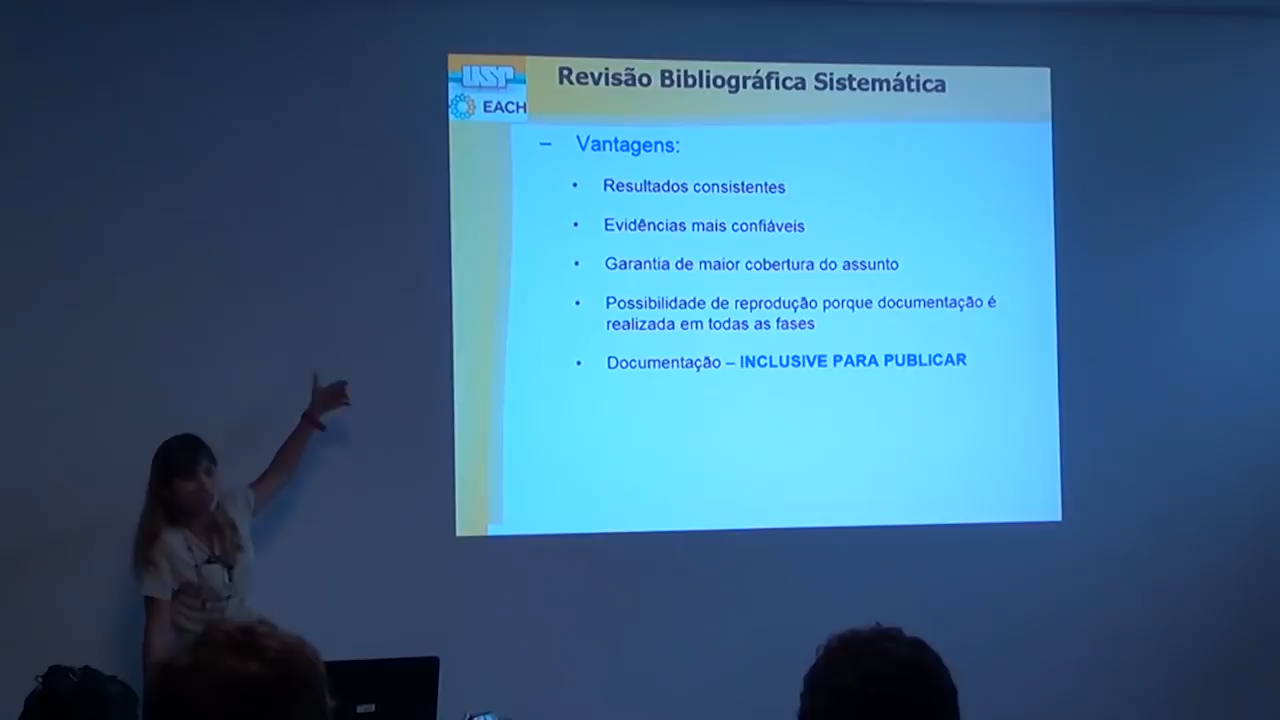 USP
EACH
Revisão Bibliográfica Sistemática
– Vantagens:
• Resultados consistentes
• Evidências mais confiáveis
• Garantia de maior cobertura do assunto
• Possibilidade de reprodução porque documentação é
realizada em todas as fases
• Documentação – INCLUSIVE PARA PUBLICAR